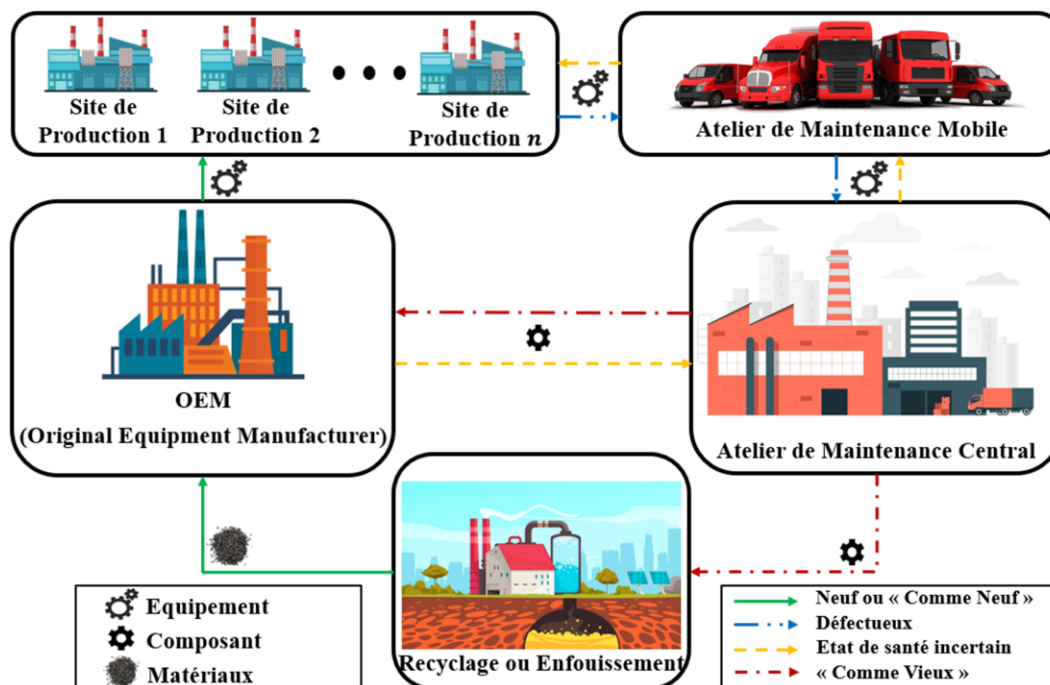 Site de
Production 1
Site de
Production 2
Site de
Production n
Atelier de Maintenance Mobile
OEM
(Original Equipment Manufacturer)
Atelier de Maintenance Central
Recyclage ou Enfouissement
Equipement
Composant
Matériaux
Neuf ou « Comme Neuf »
Défectueux
Etat de santé incertain
« Comme Vieux »